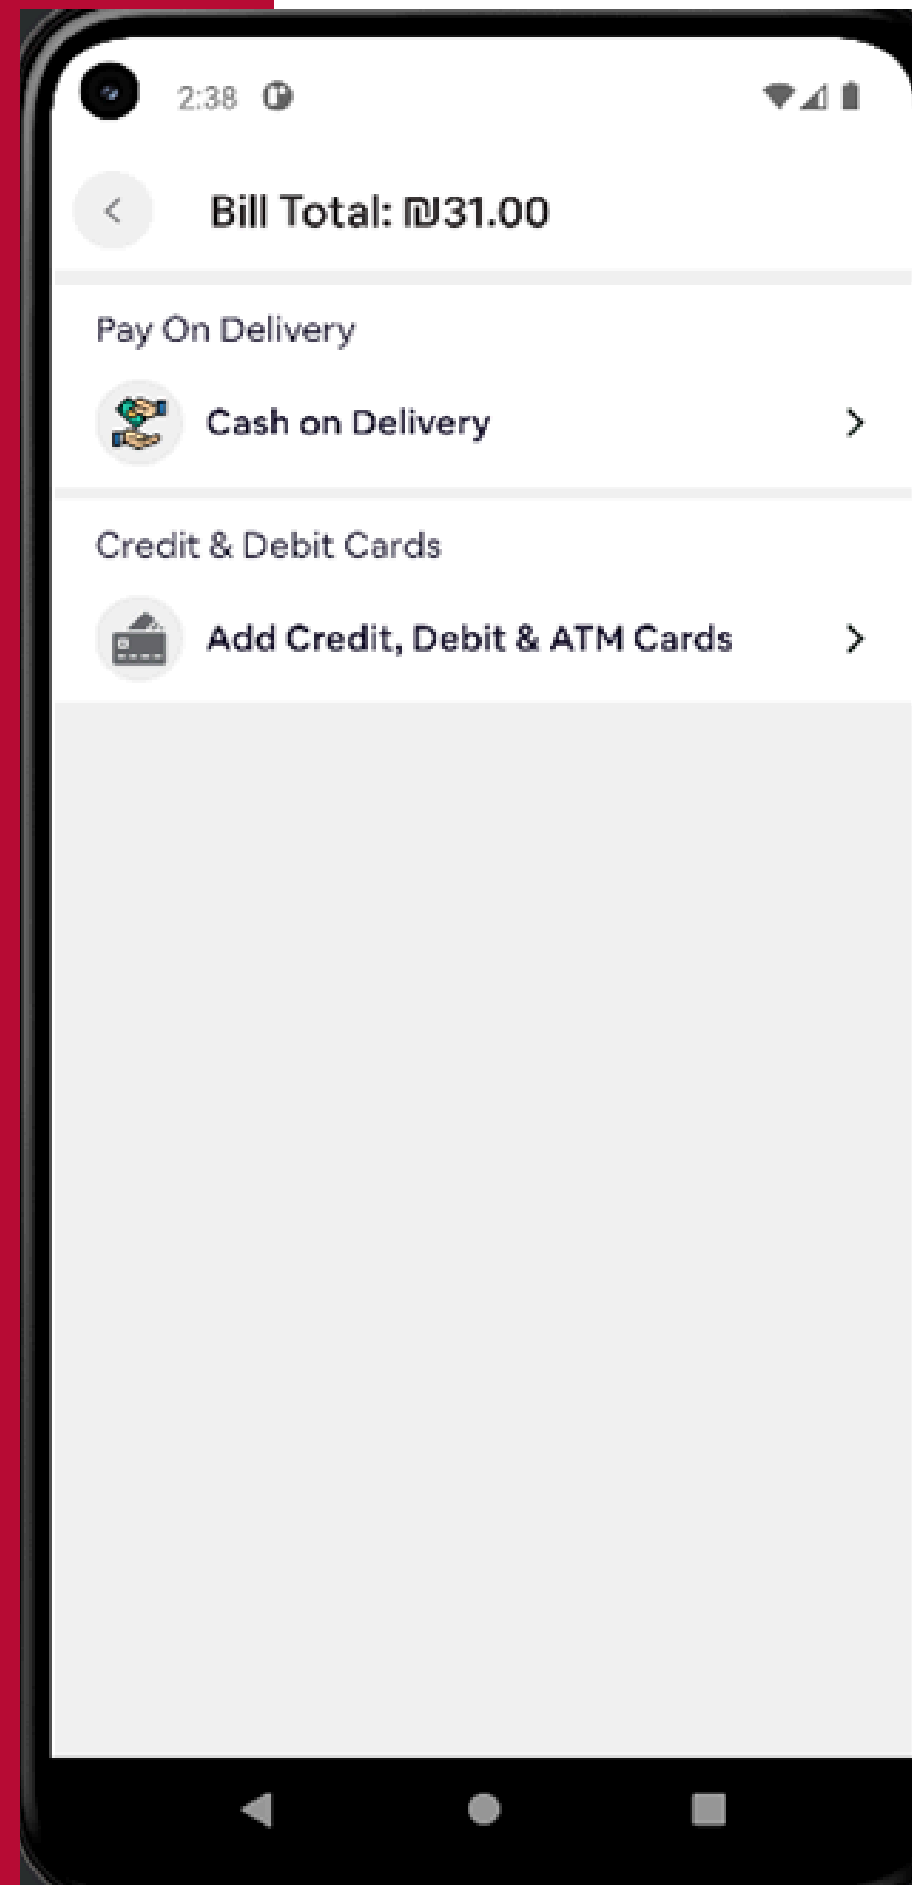 2:38
Bill Total: ₪31.00
Pay On Delivery
Cash on Delivery
Credit & Debit Cards
Add Credit, Debit & ATM Cards